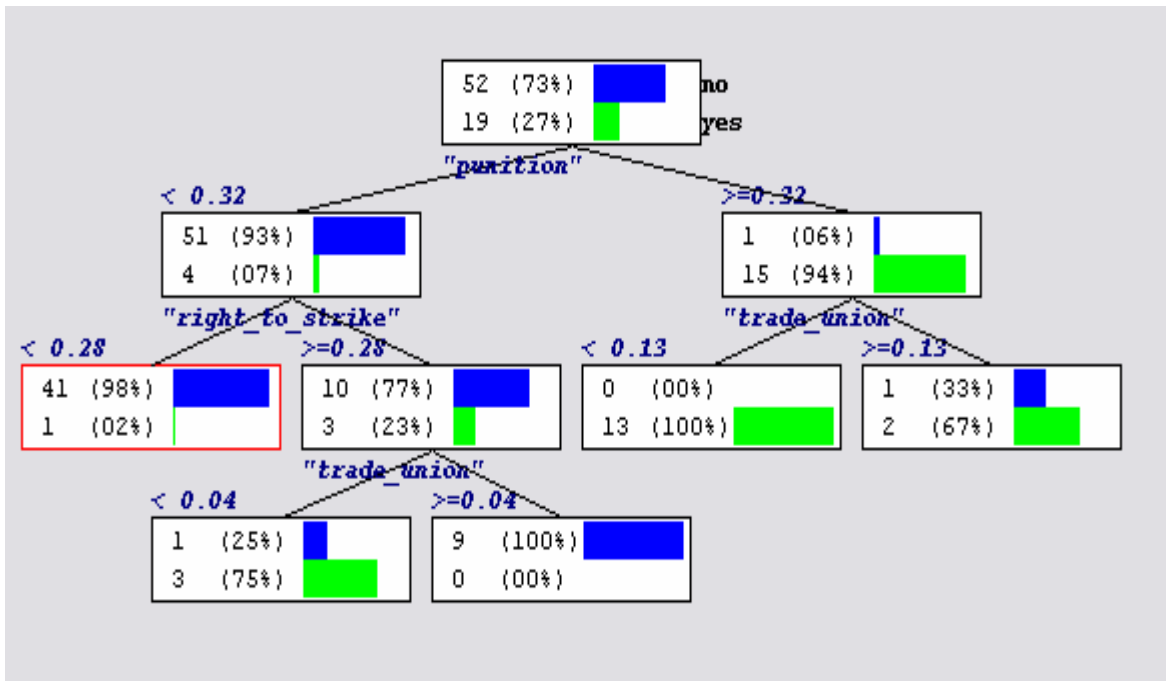 52 (73%) no
19 (27%) yes
"punition"
< 0.32 >=0.32
51 (93%) 1 (06%)
4 (07%) 15 (94%)
"right_to_strike" "trade_union"
< 0.28 >=0.28 < 0.13 >=0.13
41 (98%) 10 (77%) 0 (00%) 1 (33%)
1 (02%) 3 (23%) 13 (100%) 2 (67%)
"trade_union"
< 0.04 >=0.04
1 (25%) 9 (100%)
3 (75%) 0 (00%)